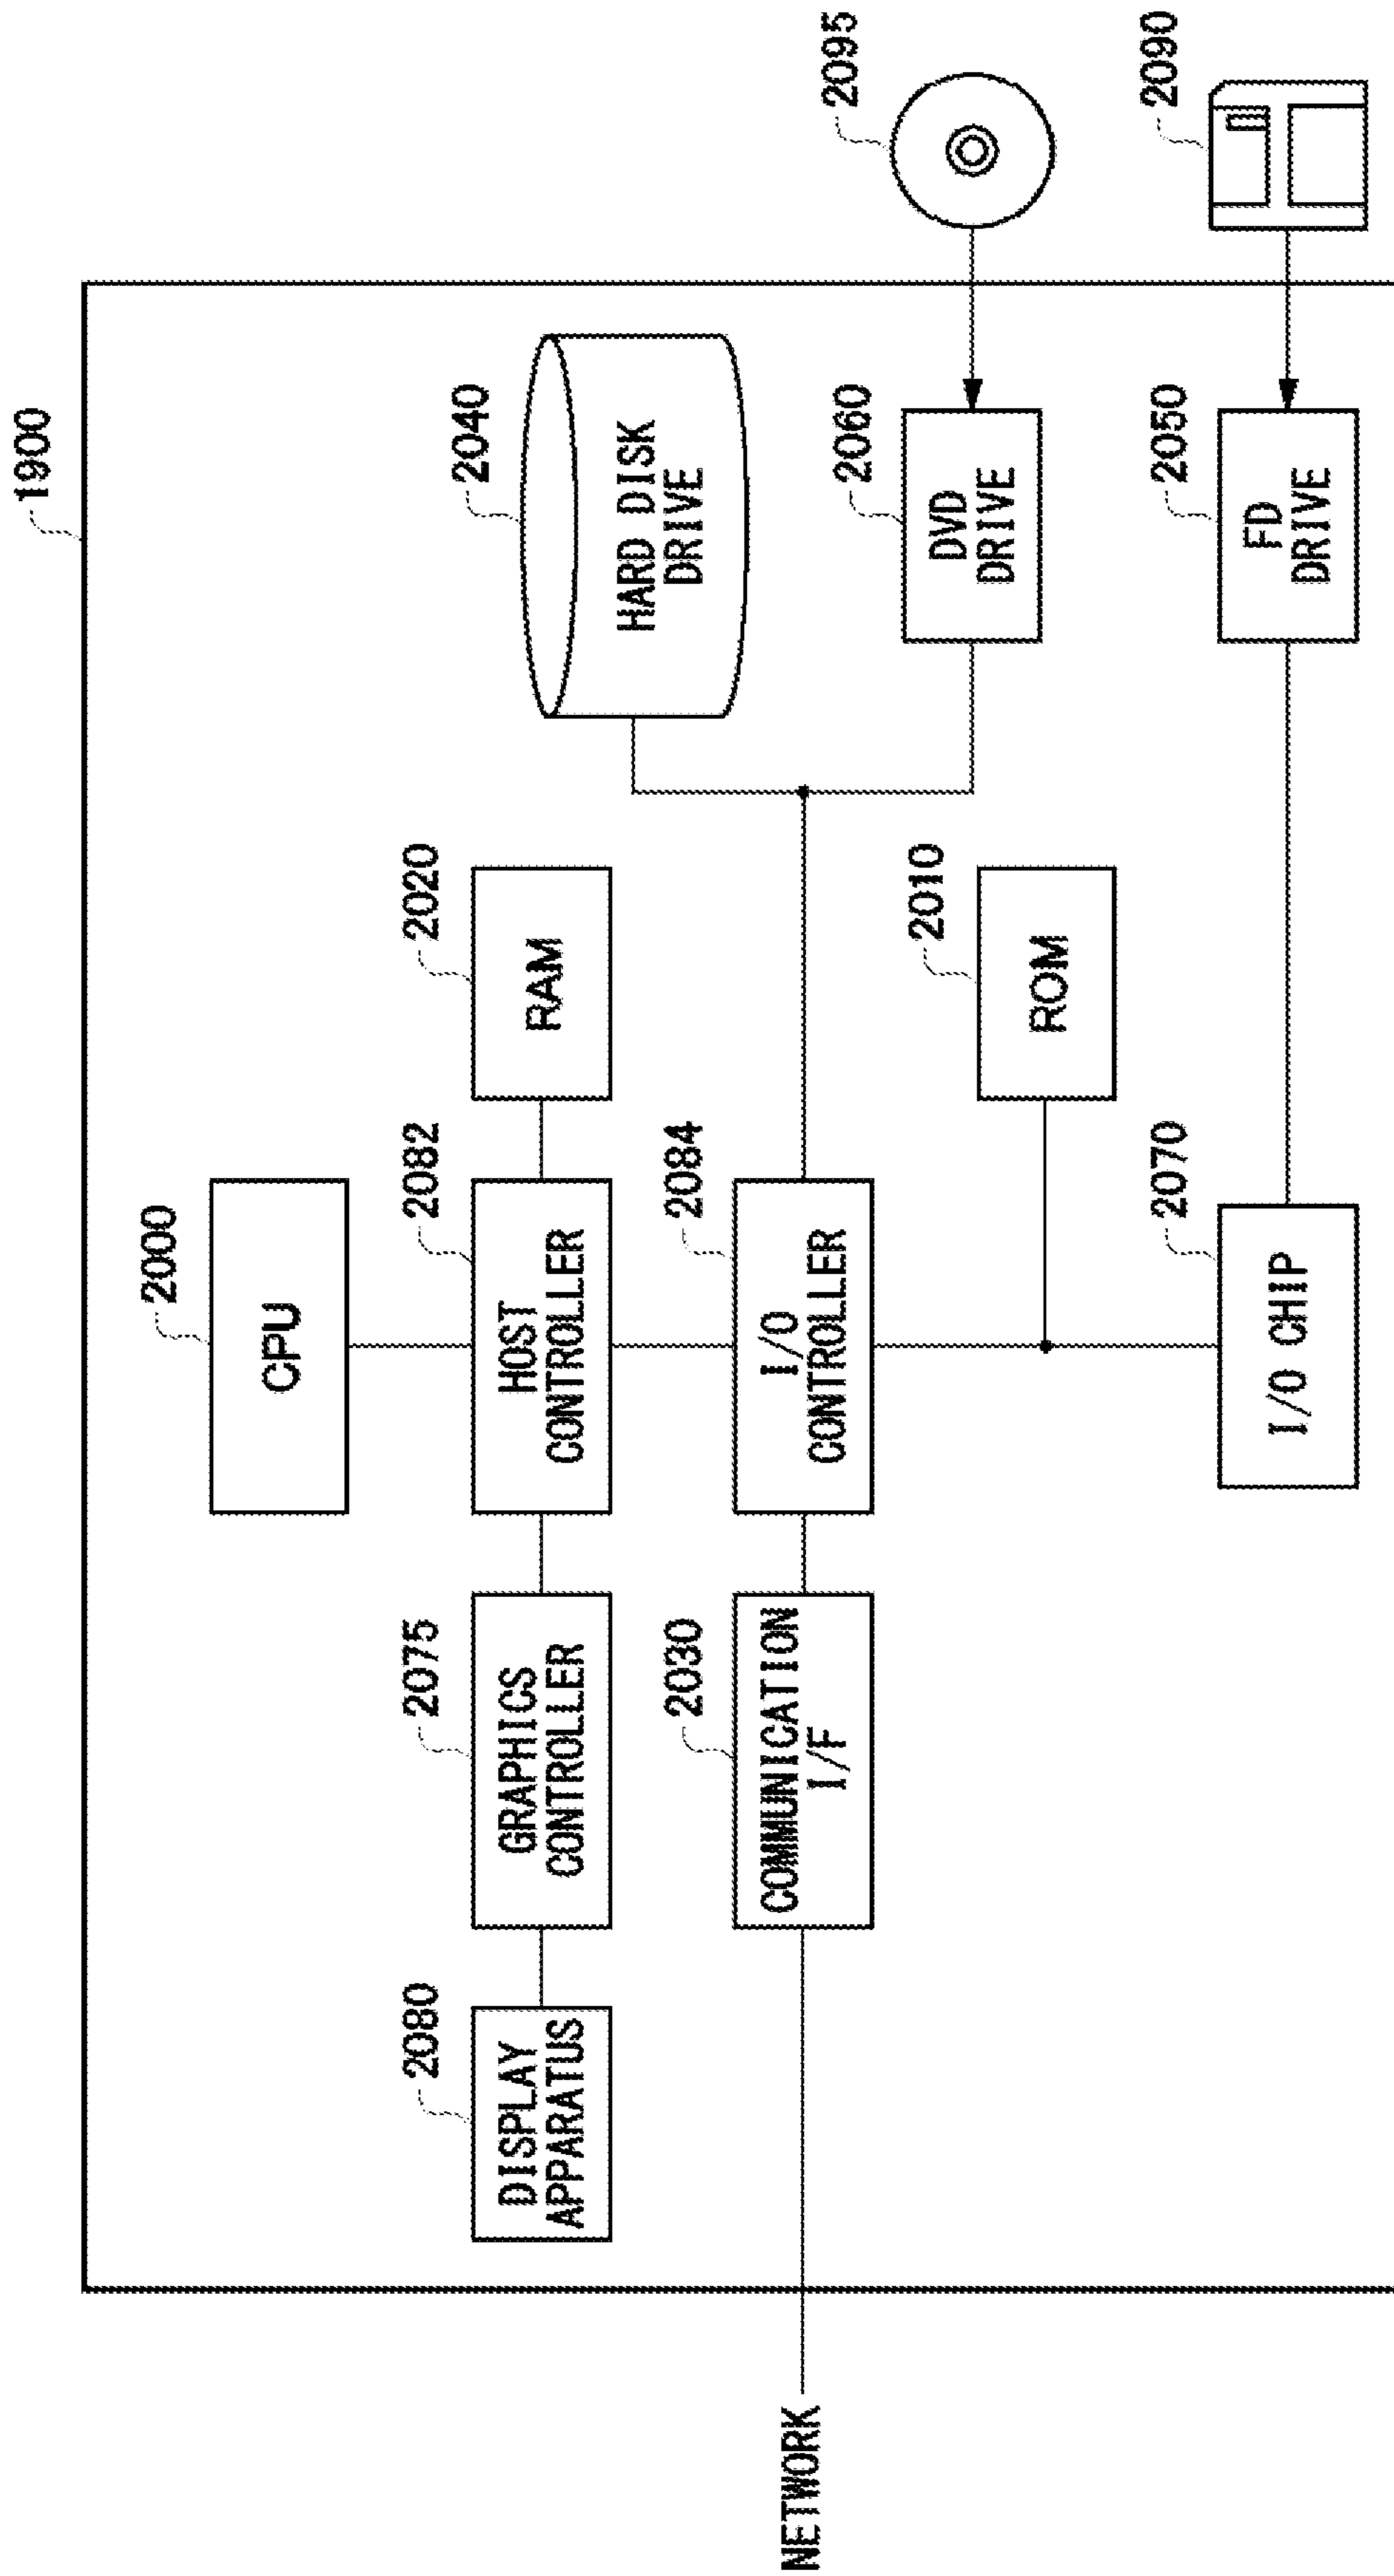 1900
2000
CPU
2080
DISPLAY
APPARATUS
2075
GRAPHICS
CONTROLLER
2082
HOST
CONTROLLER
2020
RAM
2040
HARD DISK
DRIVE
NETWORK
2030
COMMUNICATION
I/F
2084
I/O
CONTROLLER
2060
DVD
DRIVE
2095
2010
ROM
2070
I/O CHIP
2050
FD
DRIVE
2090